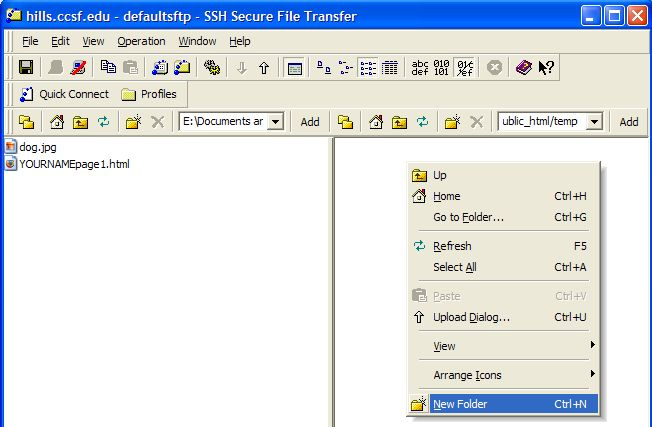 hills.ccsf.edu - defaultsftp - SSH Secure File Transfer
File Edit View Operation Window Help
abc def 010 101
Quick Connect Profiles
E:\Documents ar Add ublic_html/temp Add
dog.jpg
YOURNAMEpage1.html
Up
Home Ctrl+H
Go to Folder... Ctrl+G
Refresh F5
Select All Ctrl+A
Paste Ctrl+V
Upload Dialog... Ctrl+U
View
Arrange Icons
New Folder Ctrl+N